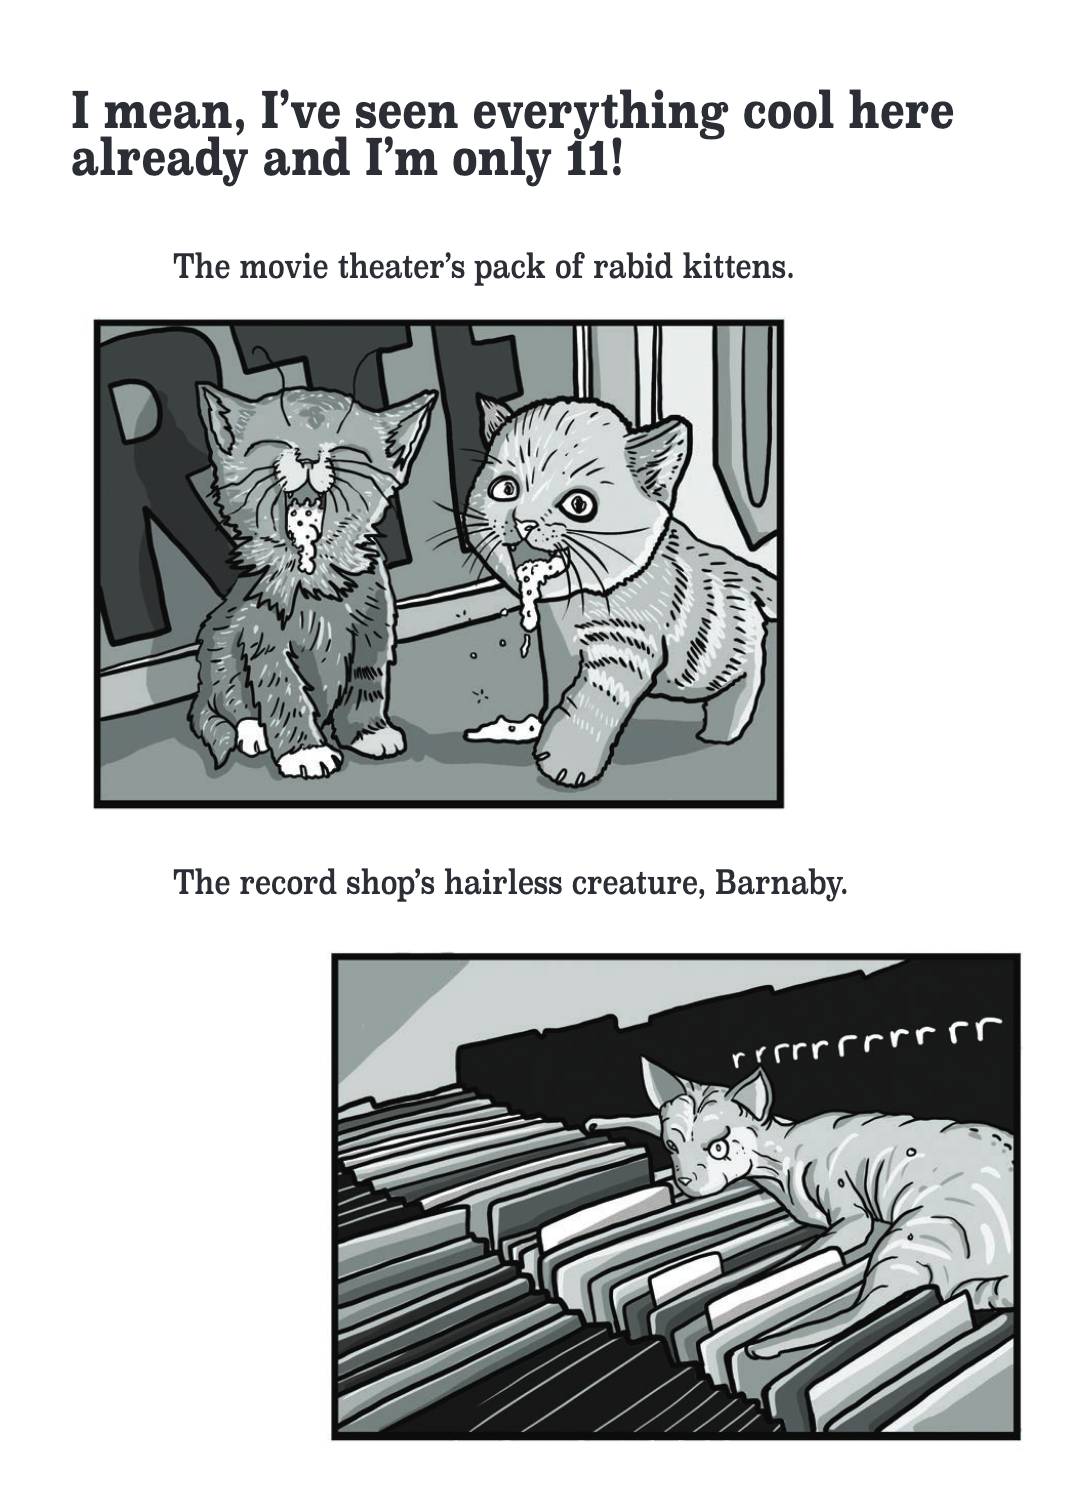 I mean, I've seen everything cool here
already and I'm only 11!
The movie theater's pack of rabid kittens.
R
The record shop's hairless creature, Barnaby.
rrrrrrrrrrr